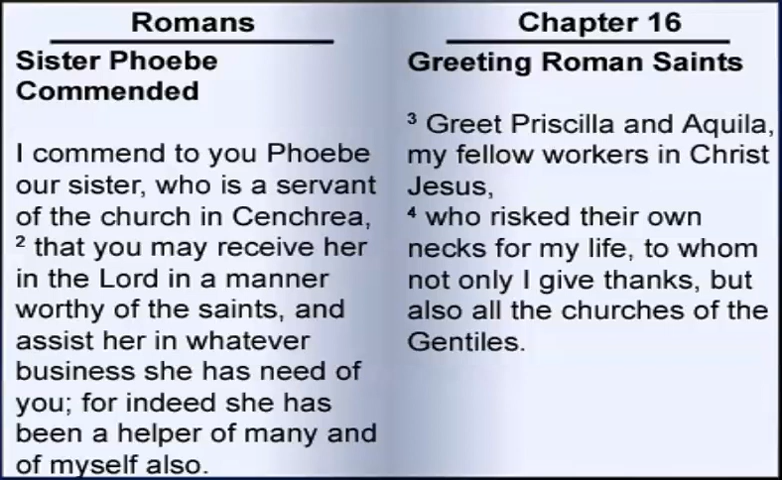 Romans
Sister Phoebe
Commended
I commend to you Phoebe
our sister, who is a servant
of the church in Cenchrea,
² that you may receive her
in the Lord in a manner
worthy of the saints, and
assist her in whatever
business she has need of
you; for indeed she has
been a helper of many and
of myself also.
Chapter 16
Greeting Roman Saints
³ Greet Priscilla and Aquila,
my fellow workers in Christ
Jesus,
⁴ who risked their own
necks for my life, to whom
not only I give thanks, but
also all the churches of the
Gentiles.